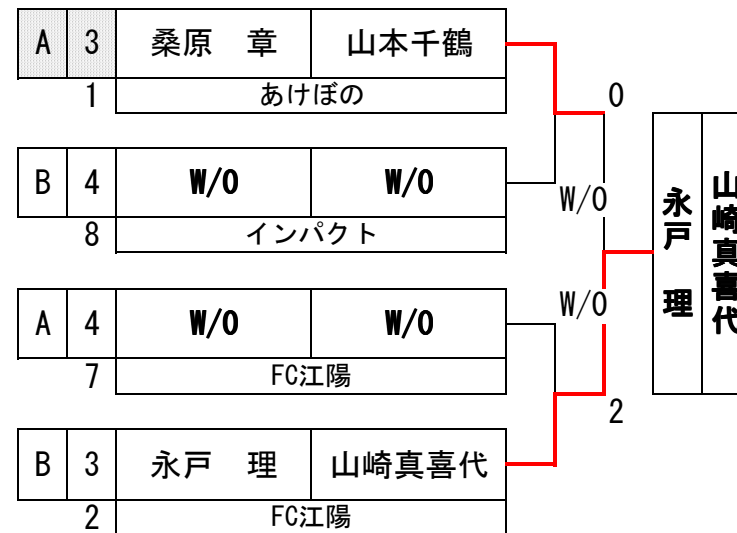 A 3 桑原　章 山本千鶴
1 あけぼの
0
B 4 W/O W/O
W/O
8 インパクト
永戸　理
山崎真喜代
A 4 W/O W/O
W/O
7 FC江陽
2
B 3 永戸　理 山崎真喜代
2 FC江陽